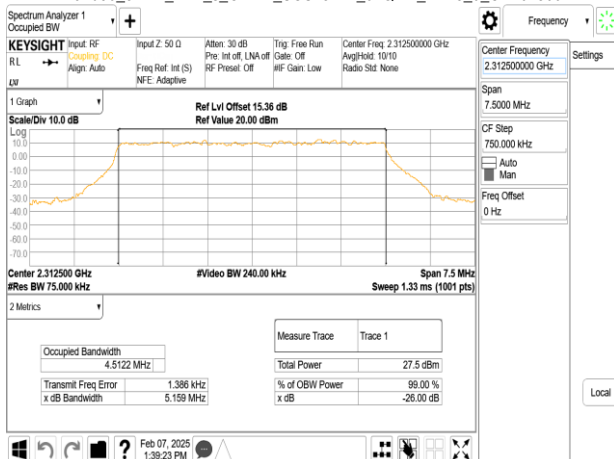 Spectrum Analyzer 1
Occupied BW
Frequency
KEYSIGHT
RL
LXI
Input: RF
Coupling: DC
Align: Auto
Input Z: 50 Ω
Freq Ref: Int (S)
NFE: Adaptive
Atten: 30 dB
Pre: Int off, LNA off
RF Preset: Off
Trig: Free Run
Gate: Off
#IF Gain: Low
Center Freq: 2.312500000 GHz
Avg|Hold: 10/10
Radio Std: None
Center Frequency
2.312500000 GHz
Settings
Span
7.5000 MHz
CF Step
750.000 kHz
Auto
Man
Freq Offset
0 Hz
Local
1 Graph
Scale/Div 10.0 dB
Ref Lvl Offset 15.36 dB
Ref Value 20.00 dBm
Log
10.0
0.00
-10.0
-20.0
-30.0
-40.0
-50.0
-60.0
-70.0
Center 2.312500 GHz
#Res BW 75.000 kHz
#Video BW 240.00 kHz
Span 7.5 MHz
Sweep 1.33 ms (1001 pts)
2 Metrics
Measure Trace Trace 1
Occupied Bandwidth
4.5122 MHz
Total Power 27.5 dBm
Transmit Freq Error 1.386 kHz
% of OBW Power 99.00 %
x dB Bandwidth 5.159 MHz
x dB -26.00 dB
?
Feb 07, 2025
1:39:23 PM